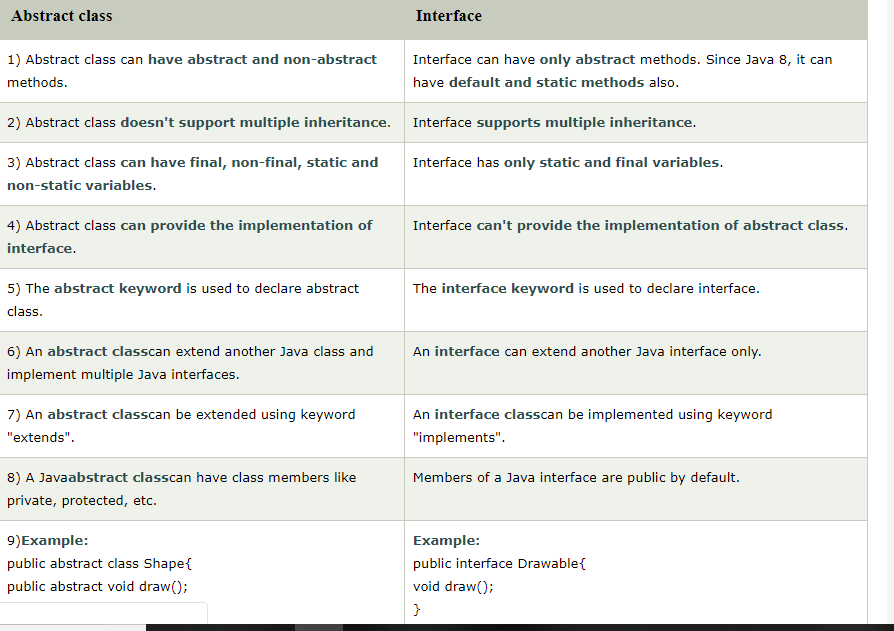 Abstract class
Interface
1) Abstract class can have abstract and non-abstract
methods.
Interface can have only abstract methods. Since Java 8, it can
have default and static methods also.
2) Abstract class doesn't support multiple inheritance.
Interface supports multiple inheritance.
3) Abstract class can have final, non-final, static and
non-static variables.
Interface has only static and final variables.
4) Abstract class can provide the implementation of
interface.
Interface can't provide the implementation of abstract class.
5) The abstract keyword is used to declare abstract
class.
The interface keyword is used to declare interface.
6) An abstract classcan extend another Java class and
implement multiple Java interfaces.
An interface can extend another Java interface only.
7) An abstract classcan be extended using keyword
"extends".
An interface classcan be implemented using keyword
"implements".
8) A Javaabstract classcan have class members like
private, protected, etc.
Members of a Java interface are public by default.
9)Example:
public abstract class Shape{
public abstract void draw();
Example:
public interface Drawable{
void draw();
}